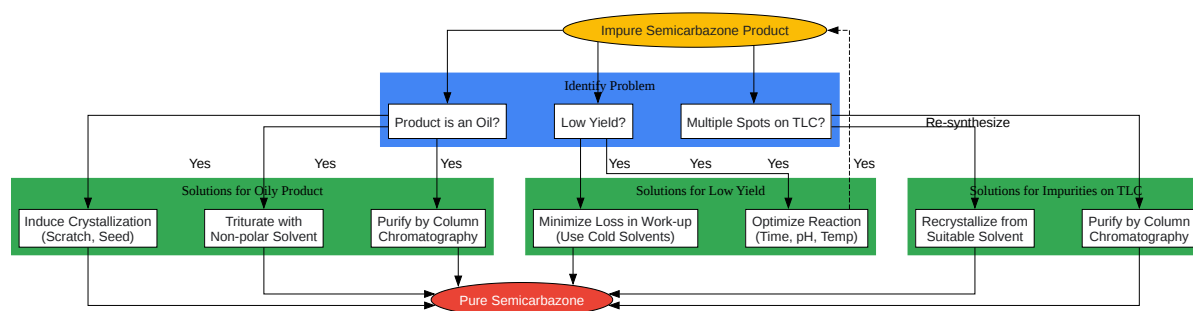 Impure Semicarbazone Product
Identify Problem
Product is an Oil?
Low Yield?
Multiple Spots on TLC?
Re-synthesize
Yes
Yes
Yes
Yes
Yes
Yes
Yes
Solutions for Oily Product
Solutions for Low Yield
Solutions for Impurities on TLC
Induce Crystallization
(Scratch, Seed)
Triturate with
Non-polar Solvent
Purify by Column
Chromatography
Minimize Loss in Work-up
(Use Cold Solvents)
Optimize Reaction
(Time, pH, Temp)
Recrystallize from
Suitable Solvent
Purify by Column
Chromatography
Pure Semicarbazone